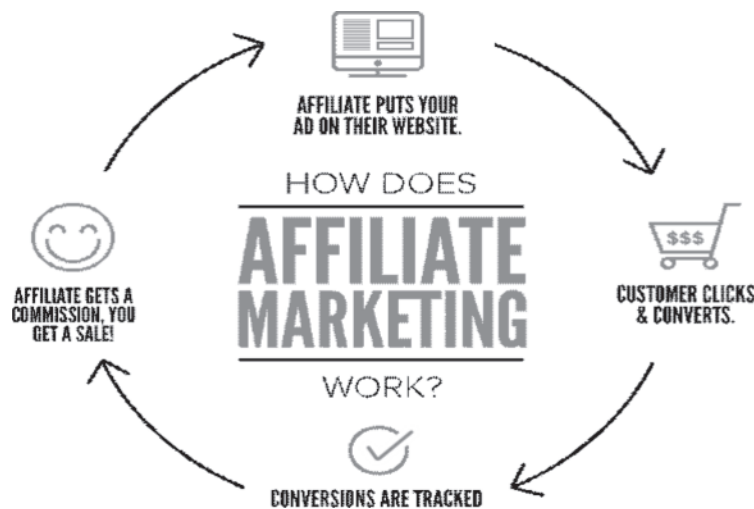 AFFILIATE PUTS YOUR
AD ON THEIR WEBSITE.
HOW DOES
AFFILIATE
MARKETING
WORK?
$$$
CUSTOMER CLICKS
& CONVERTS.
CONVERSIONS ARE TRACKED
AFFILIATE GETS A
COMMISSION, YOU
GET A SALE!